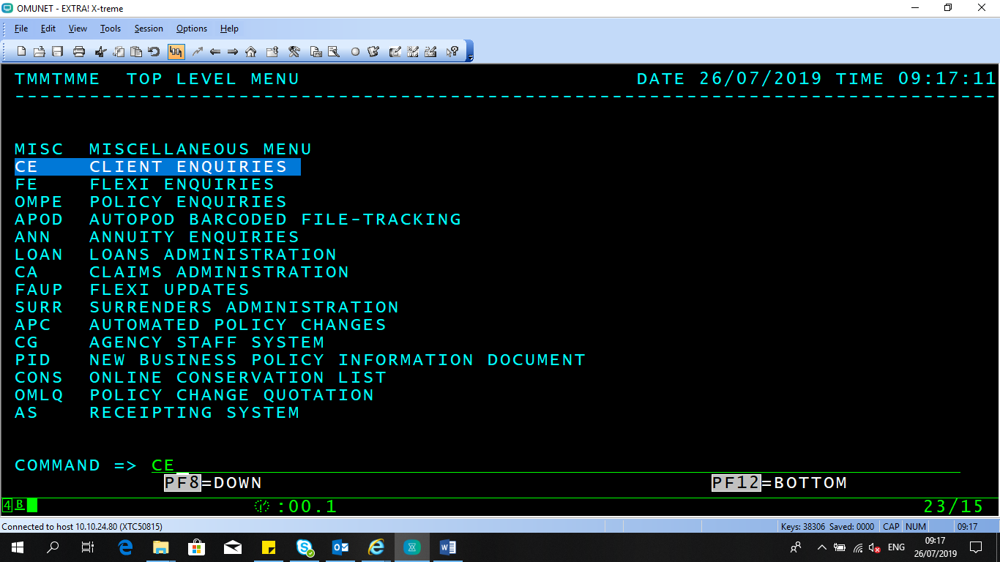 OMUNET - EXTRA! X-treme
File Edit View Tools Session Options Help
TMMTMME TOP LEVEL MENU DATE 26/07/2019 TIME 09:17:11
--------------------------------------------------------------------------------
MISC MISCELLANEOUS MENU
CE CLIENT ENQUIRIES
FE FLEXI ENQUIRIES
OMPE POLICY ENQUIRIES
APOD AUTOPOD BARCODED FILE-TRACKING
ANN ANNUITY ENQUIRIES
LOAN LOANS ADMINISTRATION
CA CLAIMS ADMINISTRATION
FAUP FLEXI UPDATES
SURR SURRENDERS ADMINISTRATION
APC AUTOMATED POLICY CHANGES
CG AGENCY STAFF SYSTEM
PID NEW BUSINESS POLICY INFORMATION DOCUMENT
CONS ONLINE CONSERVATION LIST
OMLQ POLICY CHANGE QUOTATION
AS RECEIPTING SYSTEM
COMMAND => CE
PF8=DOWN PF12=BOTTOM
4 B :00.1 23/15
Connected to host 10.10.24.80 (XTC50815) Keys: 38306 Saved: 0000 CAP NUM 09:17
ENG 09:17
26/07/2019